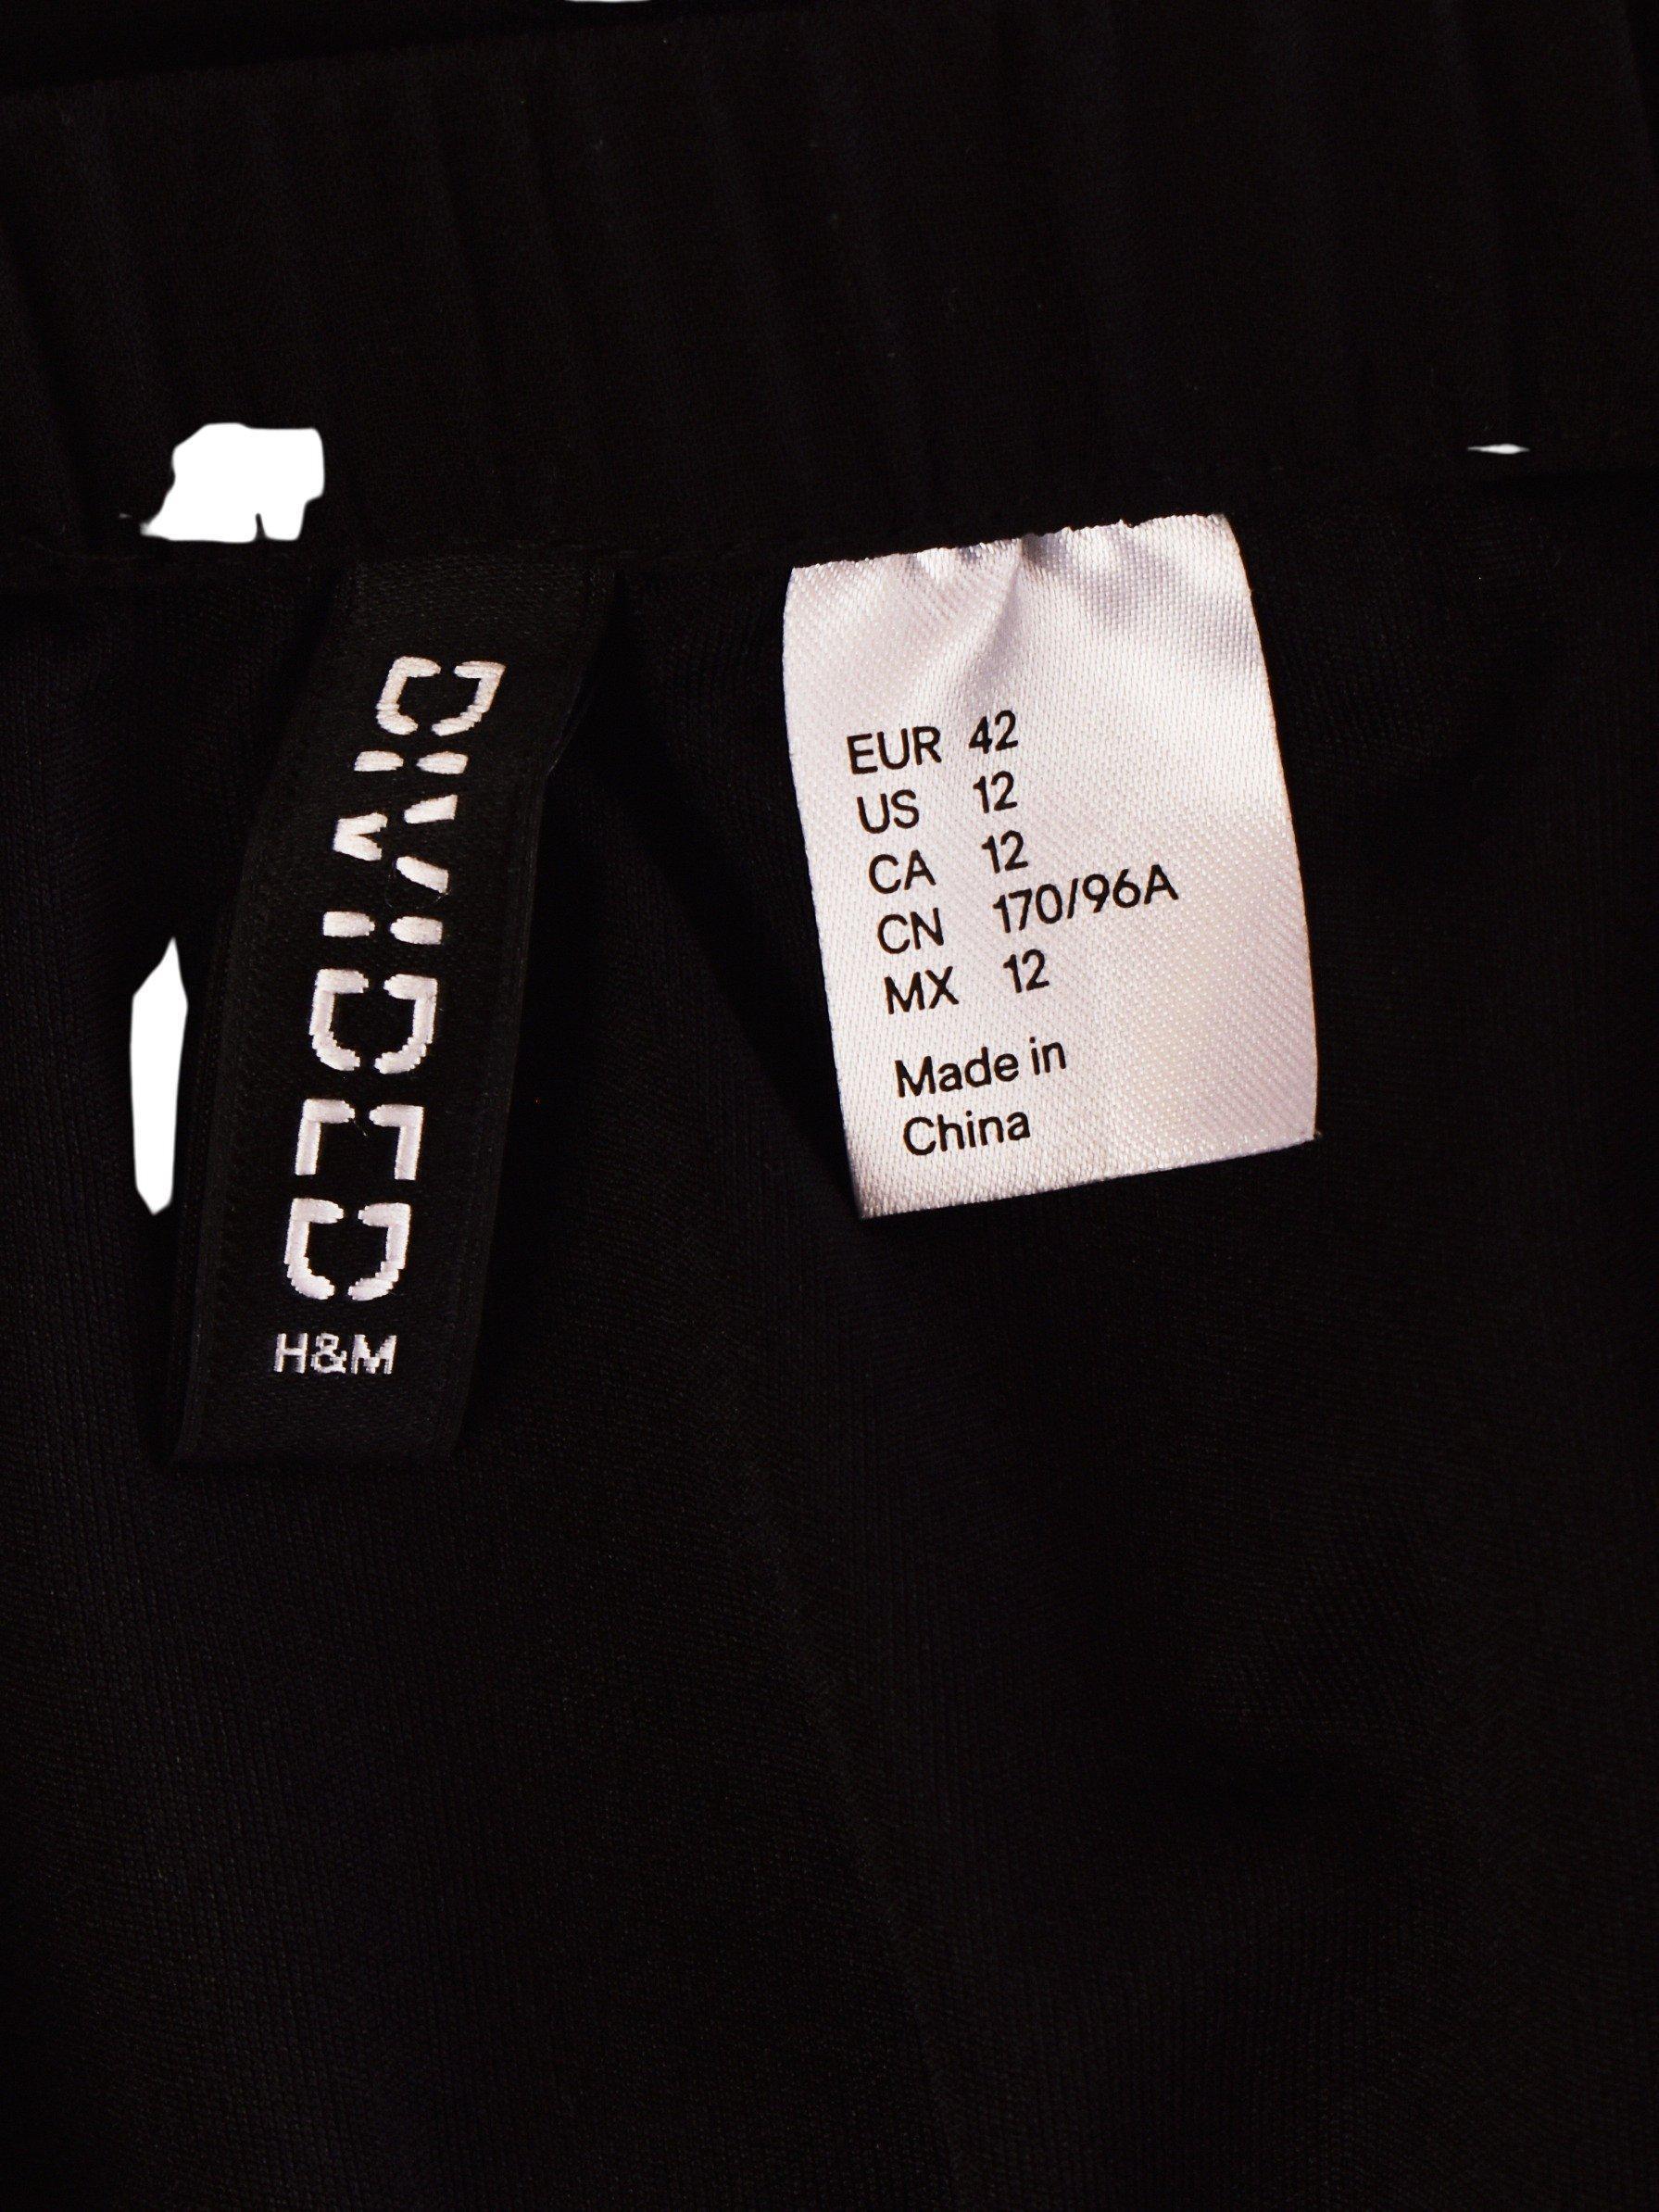 DIVIDED
H&M
EUR 42
US 12
CA 12
CN 170/96A
MX 12
Made in
China